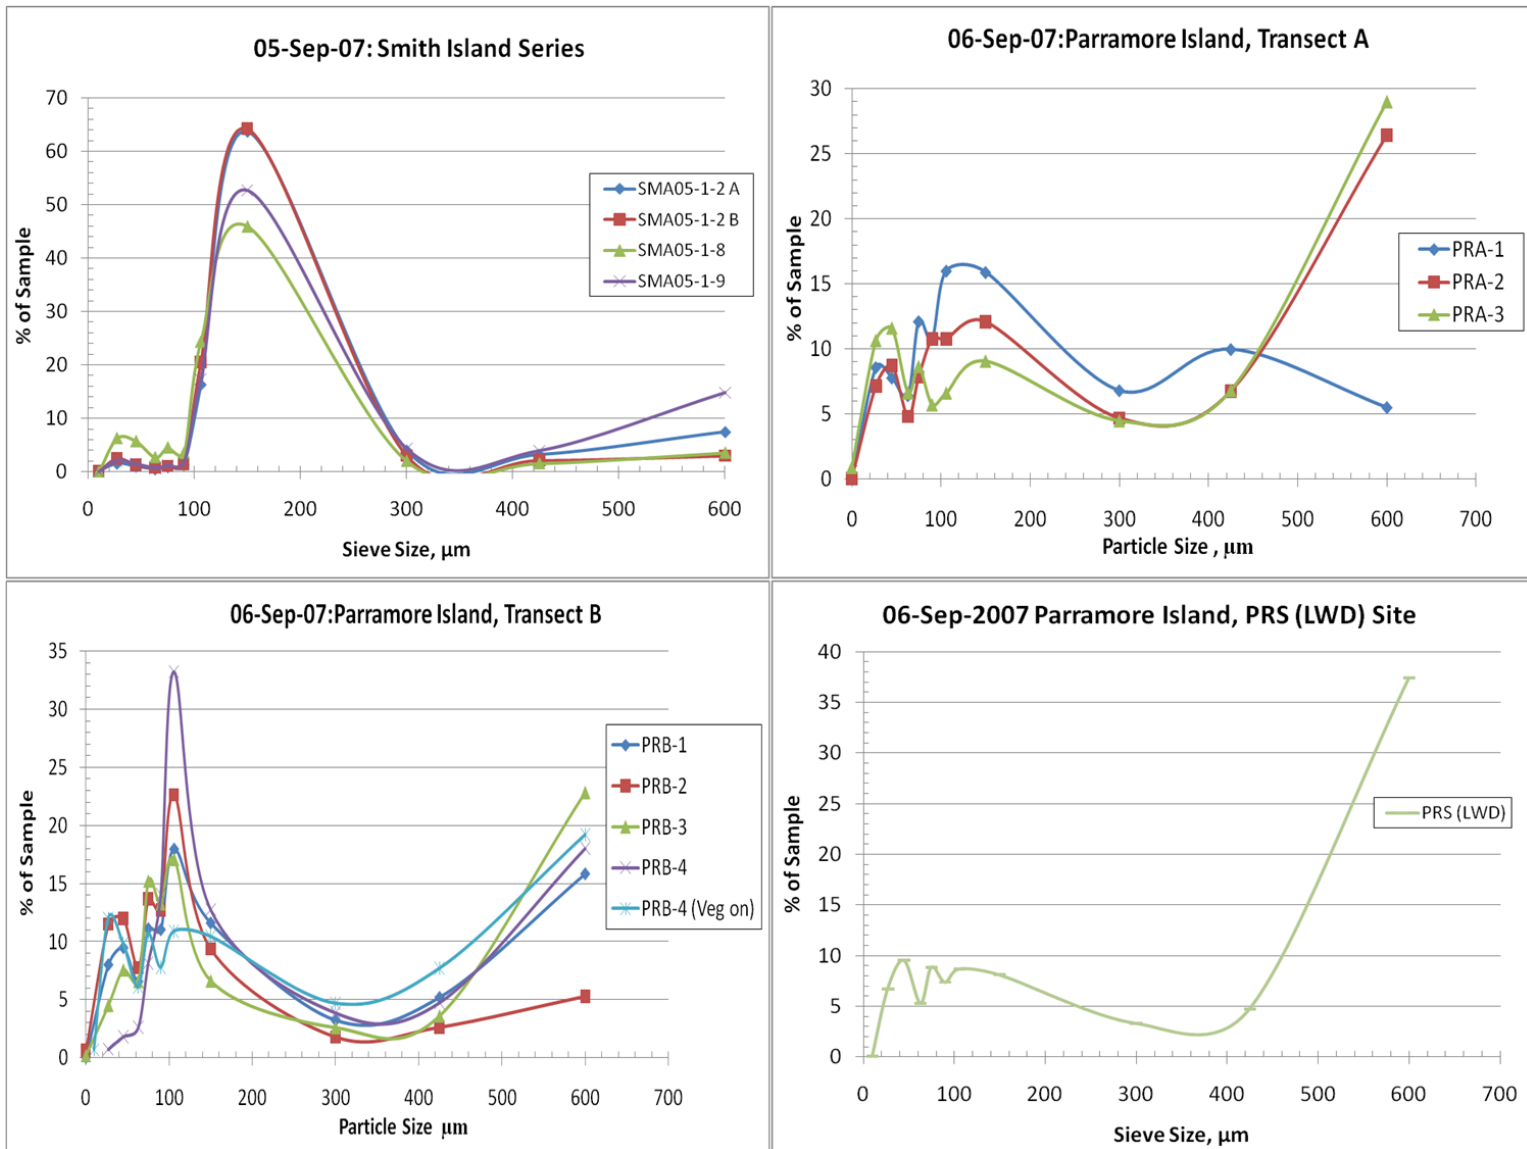 05-Sep-07: Smith Island Series
70
60
50
40
30
20
10
0
% of Sample
0 100 200 300 400 500 600
Sieve Size, µm
SMA05-1-2 A
SMA05-1-2 B
SMA05-1-8
SMA05-1-9
06-Sep-07:Parramore Island, Transect A
30
25
20
15
10
5
0
% of Sample
0 100 200 300 400 500 600 700
Particle Size , µm
PRA-1
PRA-2
PRA-3
06-Sep-07:Parramore Island, Transect B
35
30
25
20
15
10
5
0
% of Sample
0 100 200 300 400 500 600 700
Particle Size µm
PRB-1
PRB-2
PRB-3
PRB-4
PRB-4 (Veg on)
06-Sep-2007 Parramore Island, PRS (LWD) Site
40
35
30
25
20
15
10
5
0
% of Sample
0 100 200 300 400 500 600 700
Sieve Size, µm
PRS (LWD)